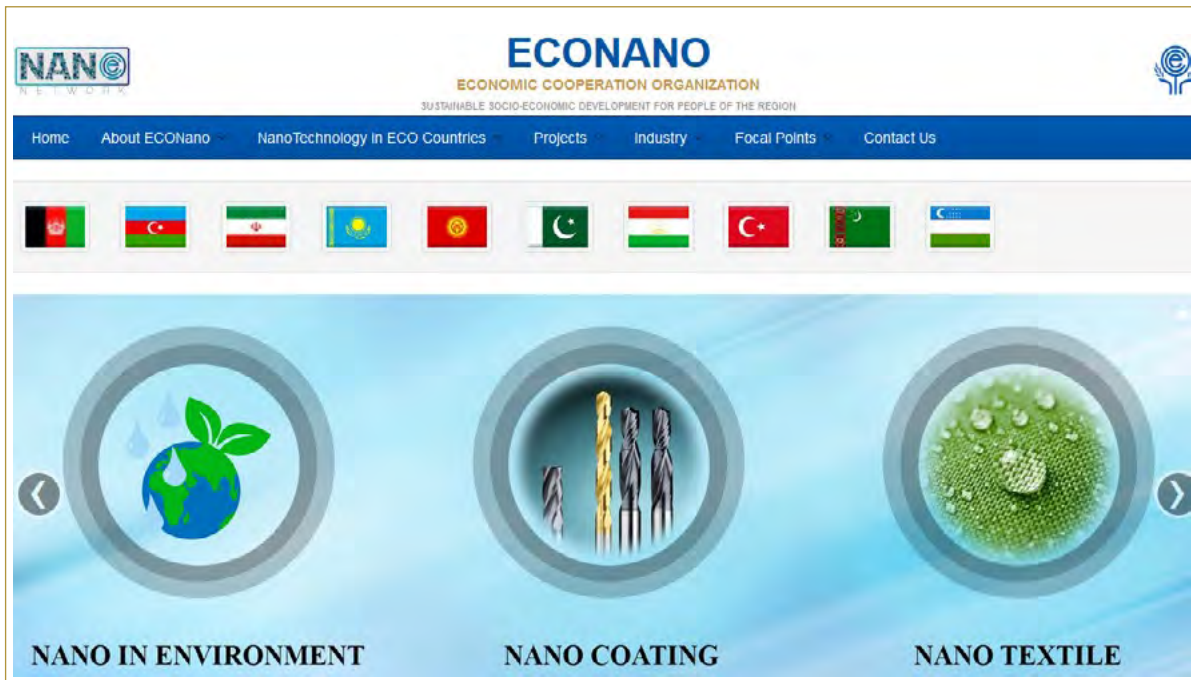 NANe
NETWORK
ECONANO
ECONOMIC COOPERATION ORGANIZATION
SUSTAINABLE SOCIO-ECONOMIC DEVELOPMENT FOR PEOPLE OF THE REGION
Home About ECONano NanoTechnology in ECO Countries Projects Industry Focal Points Contact Us
NANO IN ENVIRONMENT NANO COATING NANO TEXTILE